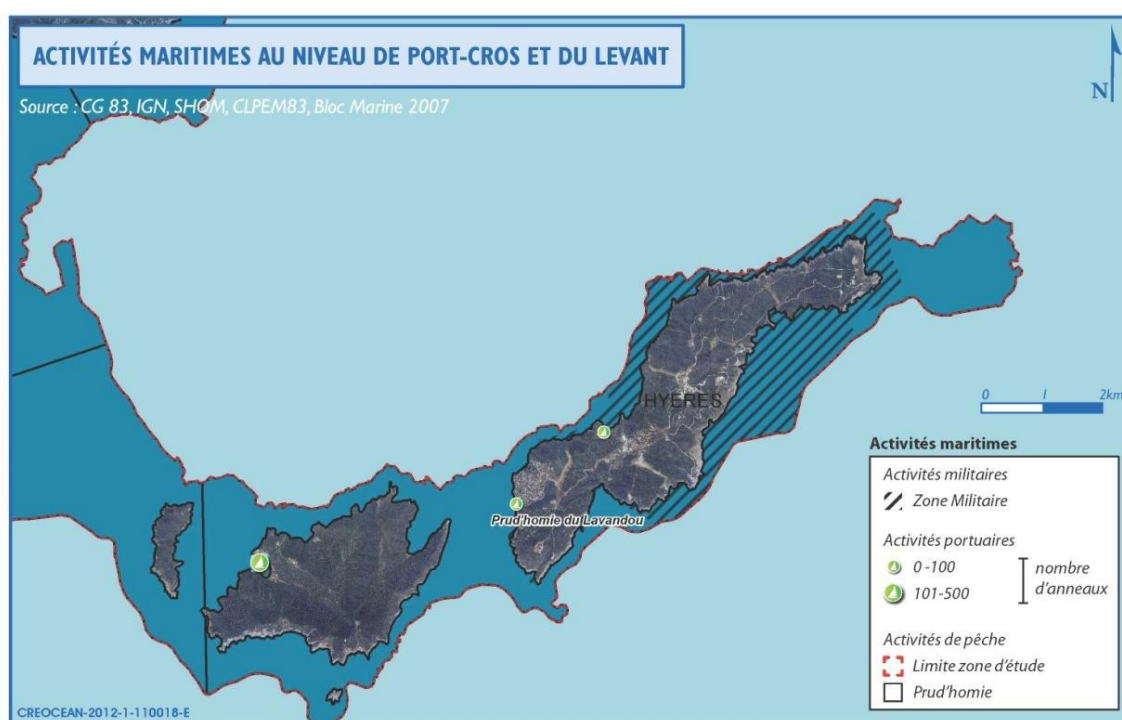 ACTIVITÉS MARITIMES AU NIVEAU DE PORT-CROS ET DU LEVANT
Source : CG 83, IGN, SHOM, CLPEM83, Bloc Marine 2007
N
HYERES
Prud'homie du Lavandou
0 1 2km
Activités maritimes
Activités militaires
Zone Militaire
Activités portuaires
0 -100
101-500
nombre
d'anneaux
Activités de pêche
Limite zone d'étude
Prud'homie
CREOCEAN-2012-1-110018-E